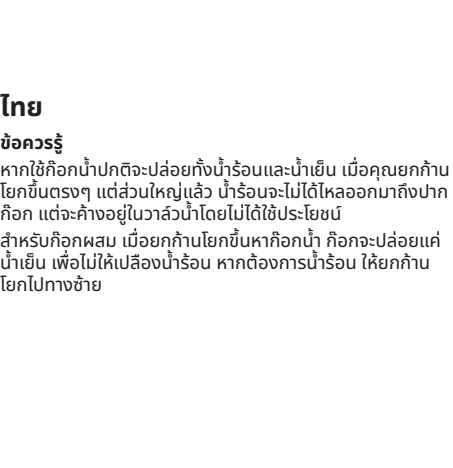 ไทย
ข้อควรรู้
หากใช้ก๊อกน้ำปกติจะปล่อยทั้งน้ำร้อนและน้ำเย็น เมื่อคุณยกก้าน
โยกขึ้นตรงๆ แต่ส่วนใหญ่แล้ว น้ำร้อนจะไม่ได้ไหลออกมาถึงปาก
ก๊อก แต่จะค้างอยู่ในวาล์วน้ำโดยไม่ได้ใช้ประโยชน์
สำหรับก๊อกผสม เมื่อยกก้านโยกขึ้นหาก๊อกน้ำ ก๊อกจะปล่อยแค่
น้ำเย็น เพื่อไม่ให้เปลืองน้ำร้อน หากต้องการน้ำร้อน ให้ยกก้าน
โยกไปทางซ้าย